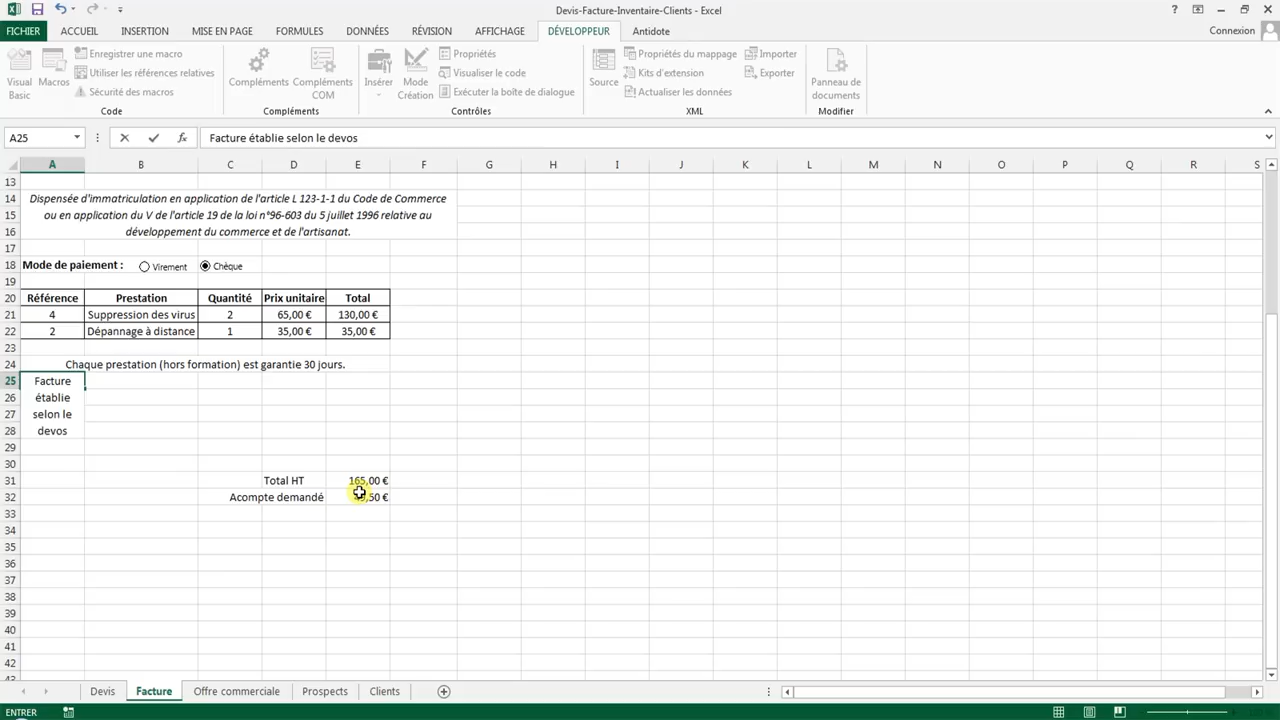 Devis-Facture-Inventaire-Clients - Excel
FICHIER ACCUEIL INSERTION MISE EN PAGE FORMULES DONNÉES RÉVISION AFFICHAGE DÉVELOPPEUR Antidote Connexion
Visual Basic
Macros
Enregistrer une macro
Utiliser les références relatives
Sécurité des macros
Code
Compléments
Compléments COM
Compléments
Insérer
Mode Création
Propriétés
Visualiser le code
Exécuter la boîte de dialogue
Contrôles
Source
Propriétés du mappage
Kits d'extension
Actualiser les données
Importer
Exporter
XML
Panneau de documents
Modifier
A25 Facture établie selon le devos
A B C D E F G H I J K L M N O P Q R S
13
14 Dispensée d'immatriculation en application de l'article L 123-1-1 du Code de Commerce
15 ou en application du V de l'article 19 de la loi n°96-603 du 5 juillet 1996 relative au
16 développement du commerce et de l'artisanat.
17
18 Mode de paiement : Virement Chèque
19
20 Référence Prestation Quantité Prix unitaire Total
21 4 Suppression des virus 2 65,00 € 130,00 €
22 2 Dépannage à distance 1 35,00 € 35,00 €
23
24 Chaque prestation (hors formation) est garantie 30 jours.
25 Facture
26 établie
27 selon le
28 devos
29
30
31 Total HT 165,00 €
32 Acompte demandé ,50 €
33
34
35
36
37
38
39
40
41
42
Devis Facture Offre commerciale Prospects Clients
ENTRER